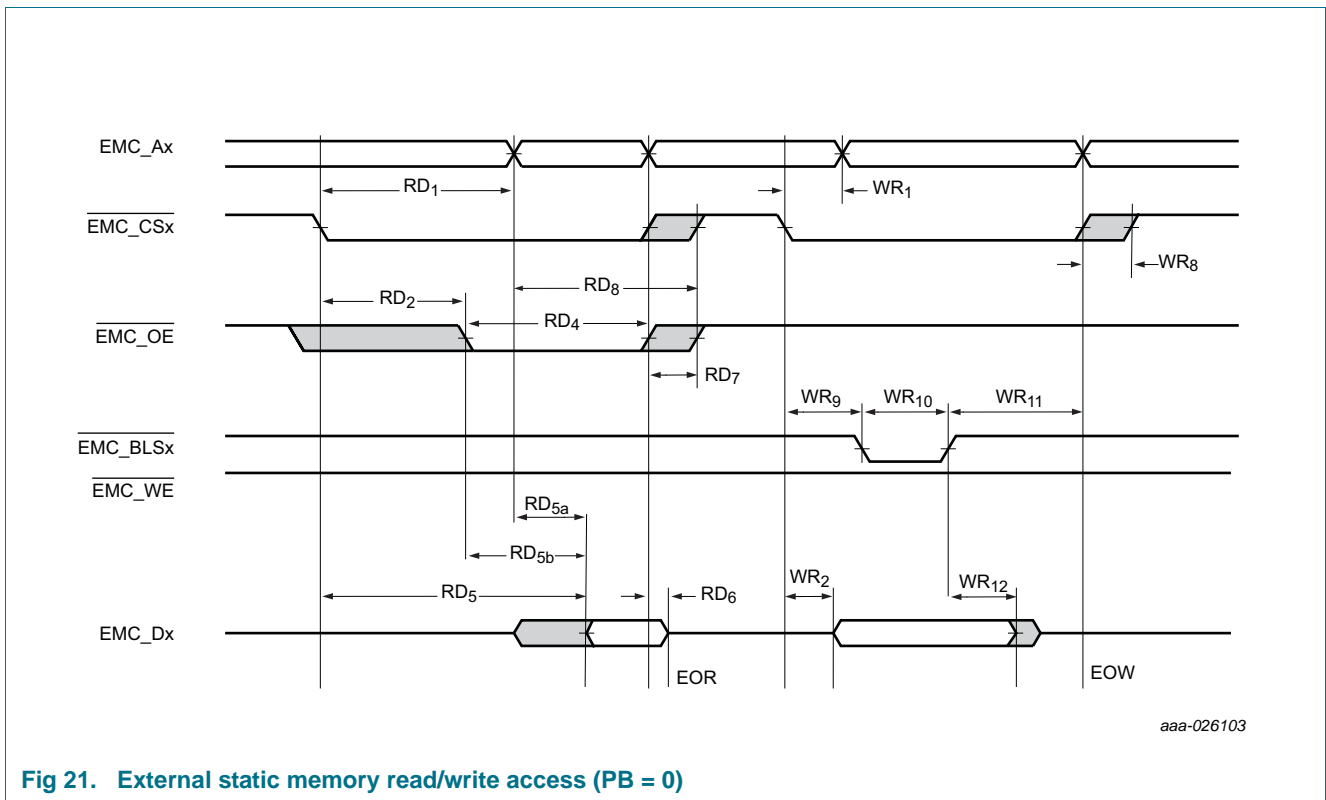 EMC_Ax
RD1
WR1
EMC_CSx
WR8
RD8
RD2
RD4
EMC_OE
RD7
WR9
WR10
WR11
EMC_BLSx
EMC_WE
RD5a
RD5b
RD5
RD6
WR2
WR12
EMC_Dx
EOR
EOW
aaa-026103
Fig 21. External static memory read/write access (PB = 0)